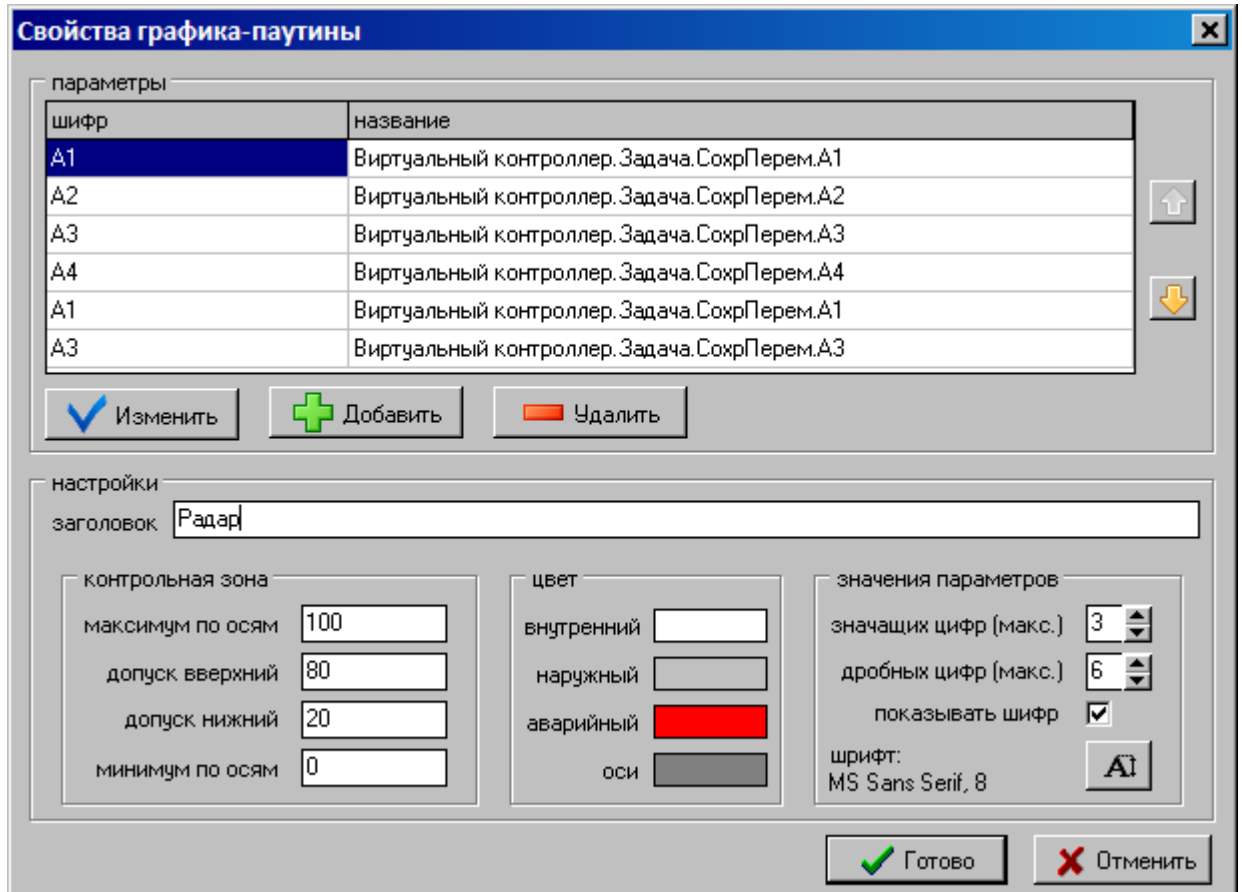 Свойства графика-паутины
параметры
шифр название
A1 Виртуальный контроллер.Задача.СохрПерем.A1
A2 Виртуальный контроллер.Задача.СохрПерем.A2
A3 Виртуальный контроллер.Задача.СохрПерем.A3
A4 Виртуальный контроллер.Задача.СохрПерем.A4
A1 Виртуальный контроллер.Задача.СохрПерем.A1
A3 Виртуальный контроллер.Задача.СохрПерем.A3
Изменить Добавить Удалить
настройки
заголовок Радар
контрольная зона
максимум по осям 100
допуск вверхний 80
допуск нижний 20
минимум по осям 0
цвет
внутренний
наружный
аварийный
оси
значения параметров
значащих цифр (макс.) 3
дробных цифр (макс.) 6
показывать шифр
шрифт:
MS Sans Serif, 8
A
Готово Отменить